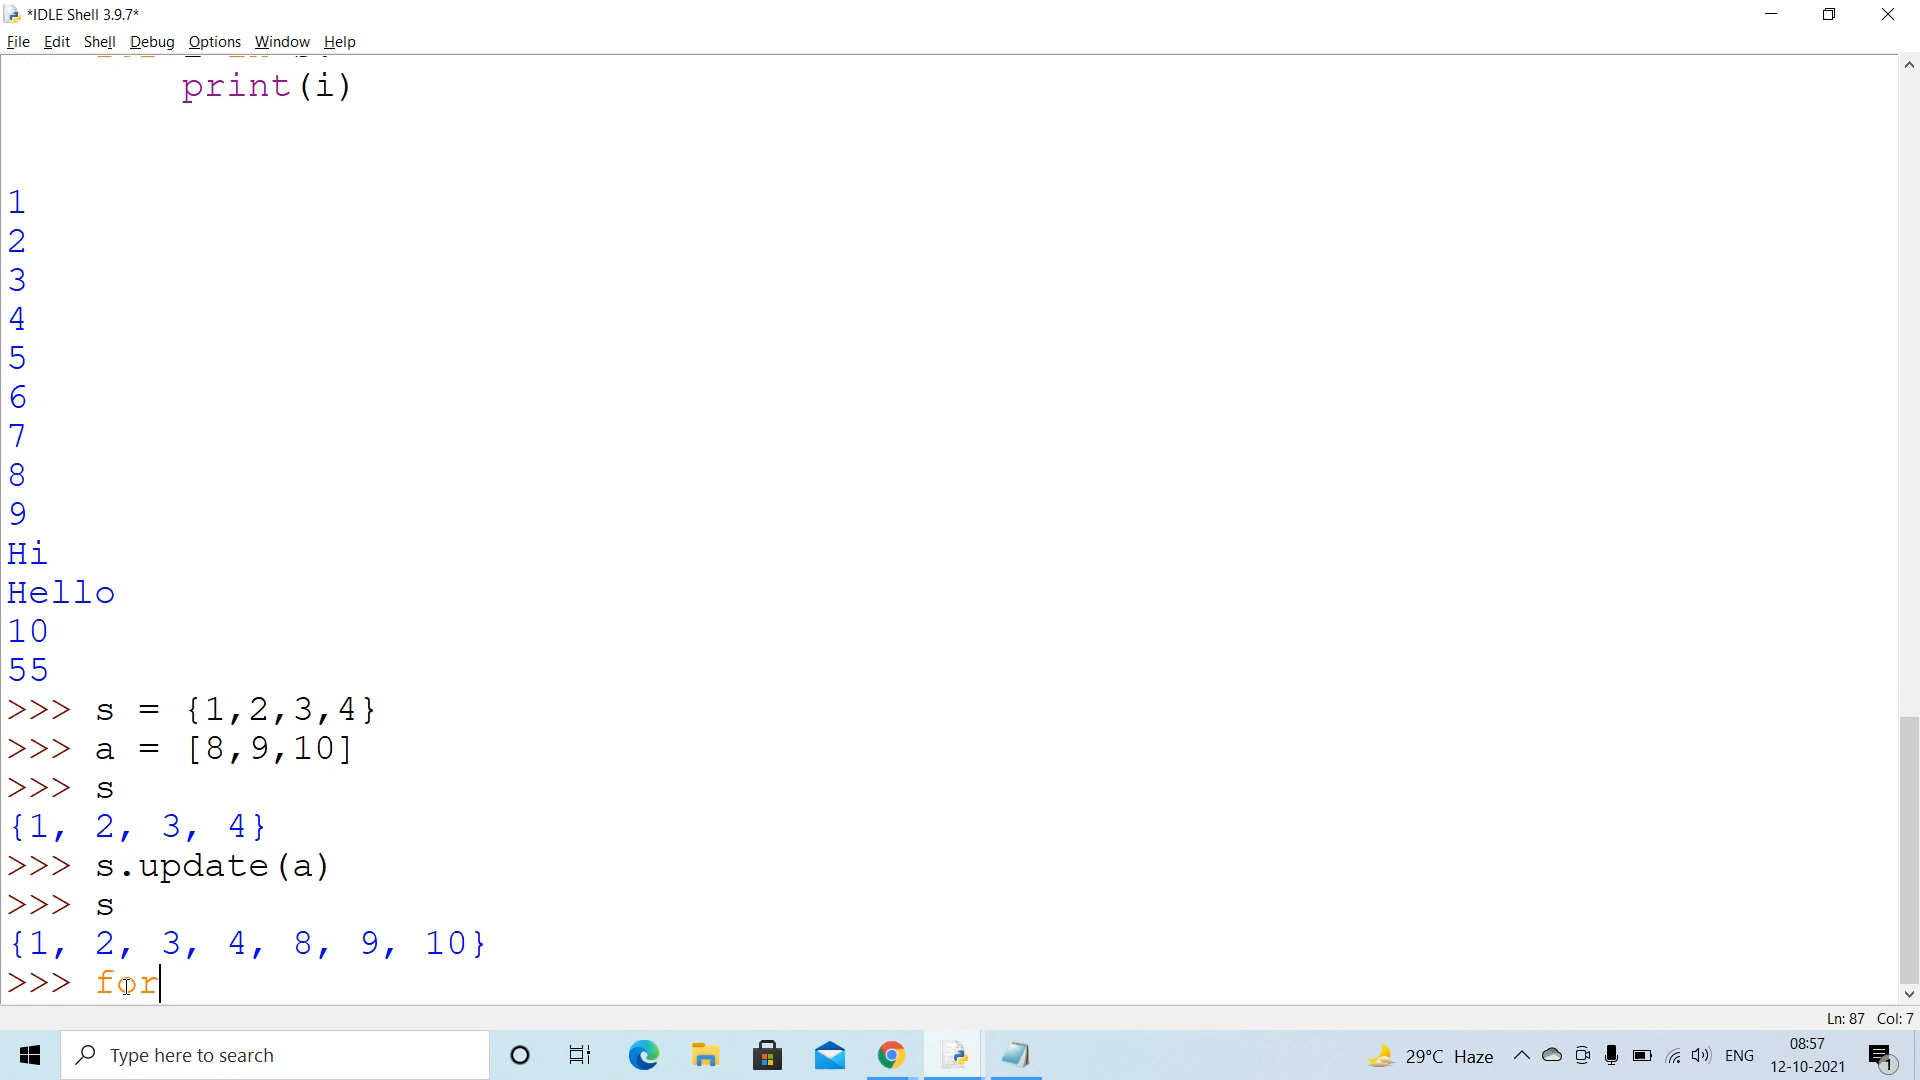 *IDLE Shell 3.9.7*
File Edit Shell Debug Options Window Help
print(i)
1
2
3
4
5
6
7
8
9
Hi
Hello
10
55
>>> s = {1,2,3,4}
>>> a = [8,9,10]
>>> s
{1, 2, 3, 4}
>>> s.update(a)
>>> s
{1, 2, 3, 4, 8, 9, 10}
>>> for
Ln: 87 Col: 7
Type here to search
29°C Haze
ENG
08:57
12-10-2021
1